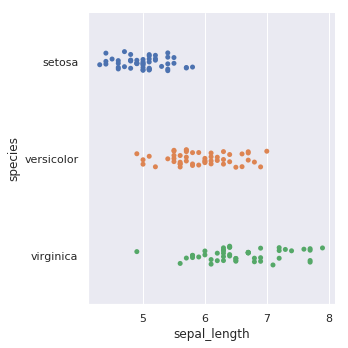 setosa
versicolor
virginica
species
5 6 7 8
sepal_length